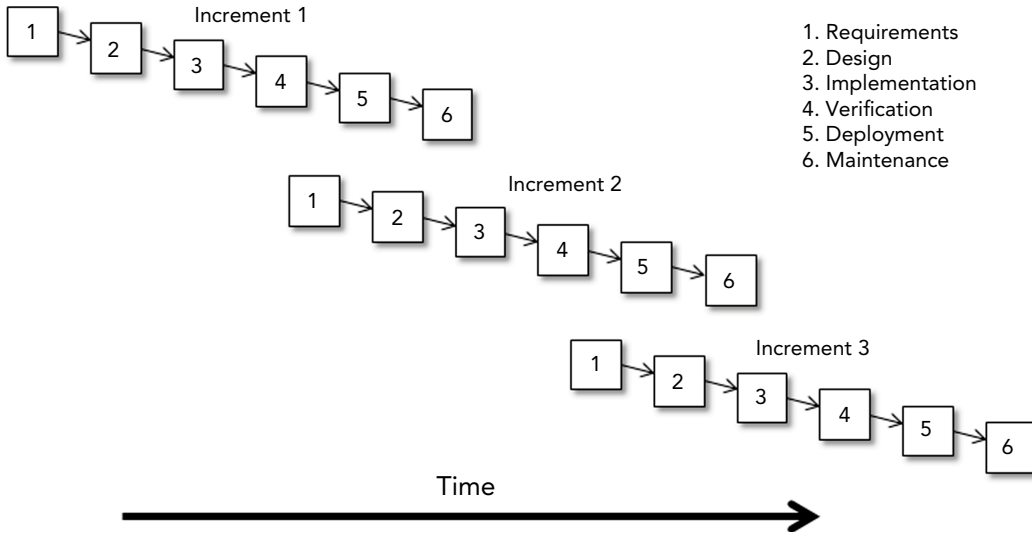 Increment 1
1
2
3
4
5
6
1. Requirements
2. Design
3. Implementation
4. Verification
5. Deployment
6. Maintenance
Increment 2
1
2
3
4
5
6
Increment 3
1
2
3
4
5
6
Time